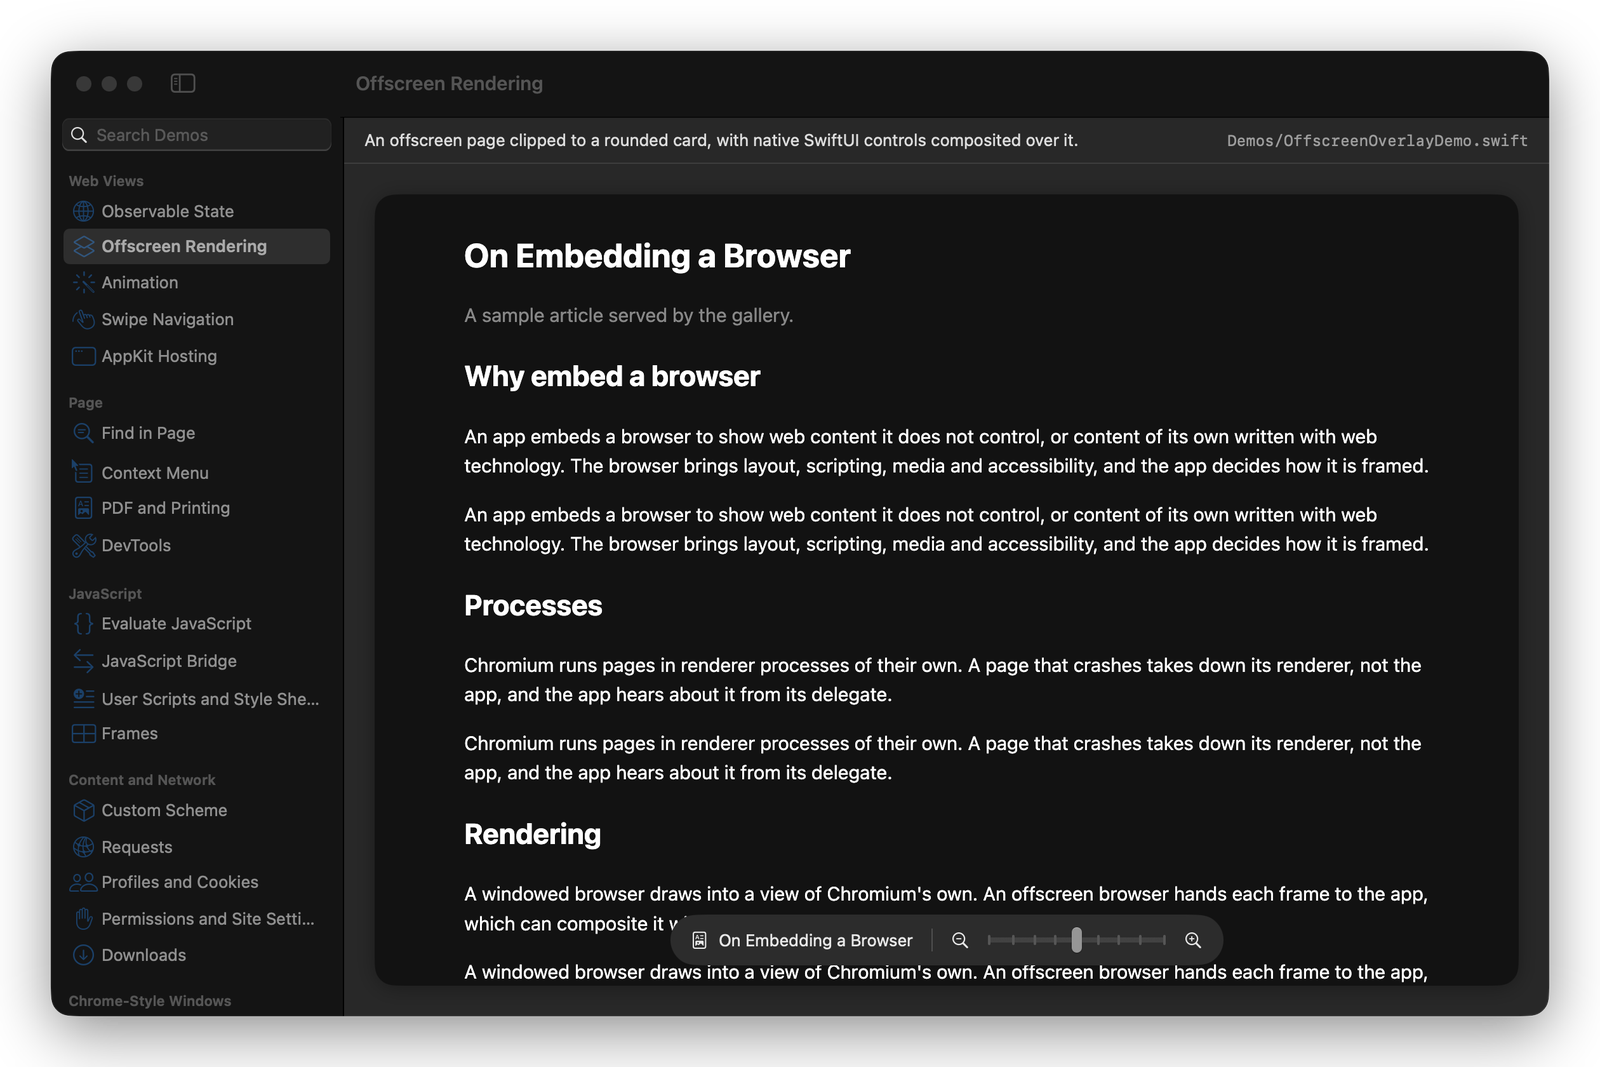 Offscreen Rendering
Search Demos
Web Views
Observable State
Offscreen Rendering
Animation
Swipe Navigation
AppKit Hosting
Page
Find in Page
Context Menu
PDF and Printing
DevTools
JavaScript
Evaluate JavaScript
JavaScript Bridge
User Scripts and Style She...
Frames
Content and Network
Custom Scheme
Requests
Profiles and Cookies
Permissions and Site Setti...
Downloads
Chrome-Style Windows
An offscreen page clipped to a rounded card, with native SwiftUI controls composited over it.
Demos/OffscreenOverlayDemo.swift
On Embedding a Browser
A sample article served by the gallery.
Why embed a browser
An app embeds a browser to show web content it does not control, or content of its own written with web
technology. The browser brings layout, scripting, media and accessibility, and the app decides how it is framed.
An app embeds a browser to show web content it does not control, or content of its own written with web
technology. The browser brings layout, scripting, media and accessibility, and the app decides how it is framed.
Processes
Chromium runs pages in renderer processes of their own. A page that crashes takes down its renderer, not the
app, and the app hears about it from its delegate.
Chromium runs pages in renderer processes of their own. A page that crashes takes down its renderer, not the
app, and the app hears about it from its delegate.
Rendering
A windowed browser draws into a view of Chromium's own. An offscreen browser hands each frame to the app,
which can composite it
On Embedding a Browser
A windowed browser draws into a view of Chromium's own. An offscreen browser hands each frame to the app,